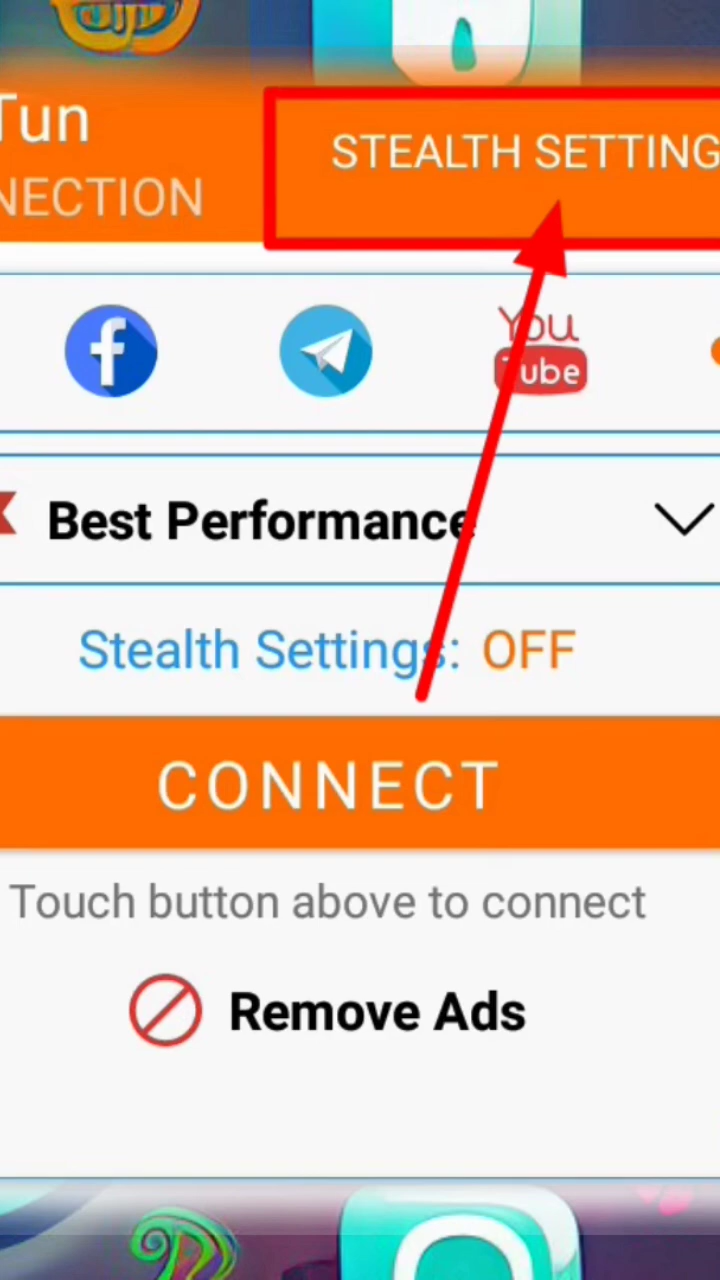 Tun
STEALTH SETTING
NECTION
You
Tube
Best Performance
Stealth Settings: OFF
CONNECT
Touch button above to connect
Remove Ads